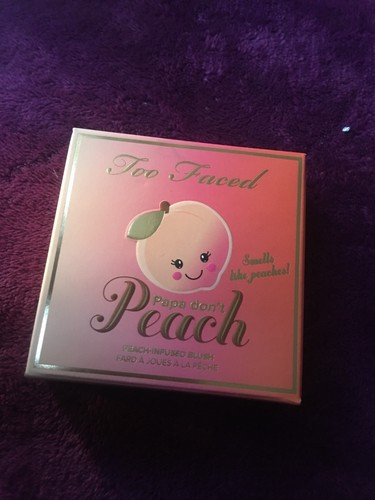 Too Faced
Smells
like peaches!
Papa don't
Peach
PEACH-INFUSED BLUSH
FARD À JOUES À LA PÊCHE